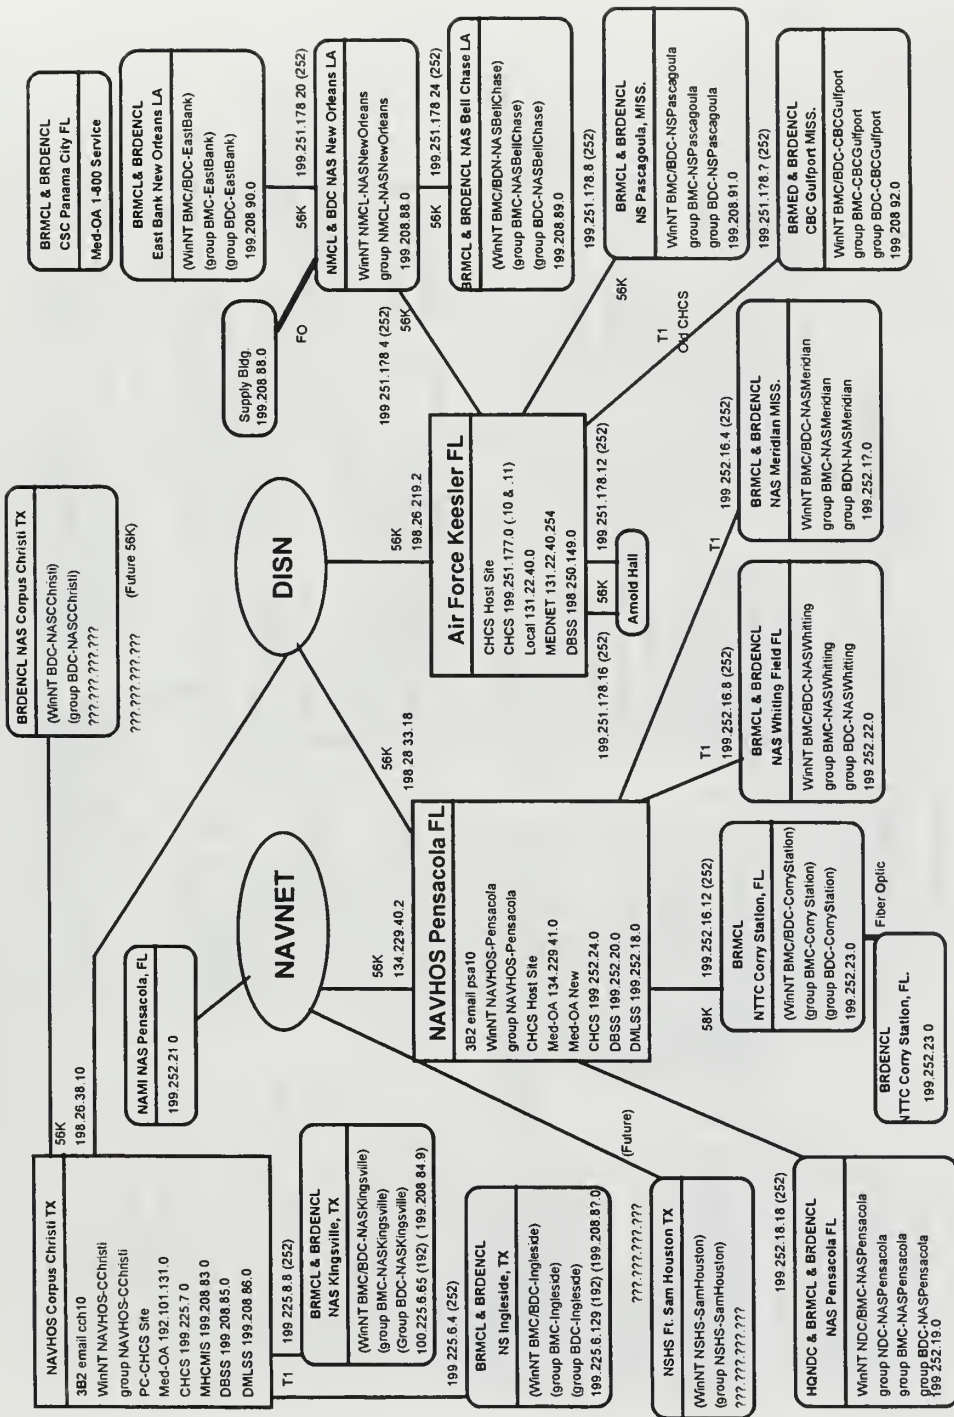 NAVHOS Corpus Christi TX
3B2 email cch10
WinNT NAVHOS-CChristi
group NAVHOS-CChristi
PC-CHCS Site
Med-OA 192.101.131.0
CHCS 199.225.7 0
MHCMIS 199.208 83 0
DBSS 199.208.85.0
DMLSS 199.208 86.0
56K
198.26.38.10
T1
199 225.8.8 (252)
BRMCL & BRDENCL
NAS Kingsville, TX
(WinNT BMC/BDC-NASKingsville)
(group BMC-NASKingsville)
(Group BDC-NASKingsville)
100.225.6.65 (192) ( 199.208 84.9)
199 225.6.4 (252)
BRMCL & BRDENCL
NS Ingleside, TX
(WinNT BMC/BDC-Ingleside)
(group BMC-Ingleside)
(group BDC-Ingleside)
199.225.6.129 (192) (199.208.8?.0)
BRDENCL NAS Corpus Christi TX
(WinNT BDC-NASCChristi)
(group BDC-NASCChristi)
???.???.???.???
???.???.???.???
(Future 56K)
NAMI NAS Pensacola, FL
199.252.21 0
NAVNET
DISN
56K
134.229.40.2
56K
198 28 33.18
NAVHOS Pensacola FL
3B2 email psa10
WinNT NAVHOS-Pensacola
group NAVHOS-Pensacola
CHCS Host Site
Med-OA 134.229 41.0
Med-OA New
CHCS 199 252.24.0
DBSS 199.252.20.0
DMLSS 199.252.18.0
(Future)
???.???.???.???
NSHS Ft. Sam Houston TX
(WinNT NSHS-SamHouston)
(group NSHS-SamHouston)
???.???.???.???
199 252.18.18 (252)
HQNDC & BRMCL & BRDENCL
NAS Pensacola FL
WinNT NDC/BMC-NASPensacola
group NDC-NASPensacola
group BMC-NASPensacola
group BDC-NASPensacola
199.252.19.0
58K
199.252.16.12 (252)
BRMCL
NTTC Corry Station, FL.
(WinNT BMC/BDC-CorryStation)
(group BMC-Corry Station)
(group BDC-Corry Station)
199.252.23.0
Fiber Optic
BRDENCL
NTTC Corry Station, FL.
199.252.23 0
T1
199.252.16.8 (252)
BRMCL & BRDENCL
NAS Whiting Field FL
WinNT BMC/BDC-NASWhitting
group BMC-NASWhitting
group BDC-NASWhitting
199 252.22.0
T1
199 252.16.4 (252)
BRMCL & BRDENCL
NAS Meridian MISS.
WinNT BMC/BDC-NASMeridian
group BMC-NASMeridian
group BDN-NASMeridian
199.252.1?.0
56K
198.26 219.2
Air Force Keesler FL
CHCS Host Site
CHCS 199.251.177.0 (.10 & .11)
Local 131.22.40.0
MEDNET 131.22.40.254
DBSS 198 250.149.0
199.251.1?8.16 (252)
56K
199 251.1?8.12 (252)
Arnold Hall
Supply Bldg.
199.208 88.0
FO
BRMCL & BRDENCL
CSC Panama City FL
Med-OA 1-800 Service
BRMCL& BRDENCL
East Bank New Orleans LA
(WinNT BMC/BDC-EastBank)
(group BMC-EastBank)
(group BDC-EastBank)
199.208 90.0
56K
199.251.178 20 (252)
NMCL & BDC NAS New Orleans LA
WinNT NMCL-NASNewOrleans
group NMCL-NASNewOrleans
199 208.88.0
199 251.1?8 4 (252)
56K
56K
199.251.178 24 (252)
BRMCL & BRDENCL NAS Bell Chase LA
(WinNT BMC/BDN-NASBellChase)
(group BMC-NASBellChase)
(group BDC-NASLBellChase)
199.208.89.0
56K
199.251.1?8.8 (252)
BRMCL & BRDENCL
NS Pascagoula, MISS.
WinNT BMC/BDC-NSPascagoula
group BMC-NSPascagoula
group BDC-NSPascagoula
199.208.91.0
T1
Old CHCS
199.251.1?8.? (252)
BRMED & BRDENCL
CBC Gulfport MISS.
WinNT BMC/BDC-CBCGulfport
group BMC-CBCGulfport
group BDC-CBCGulfport
199 208 92.0